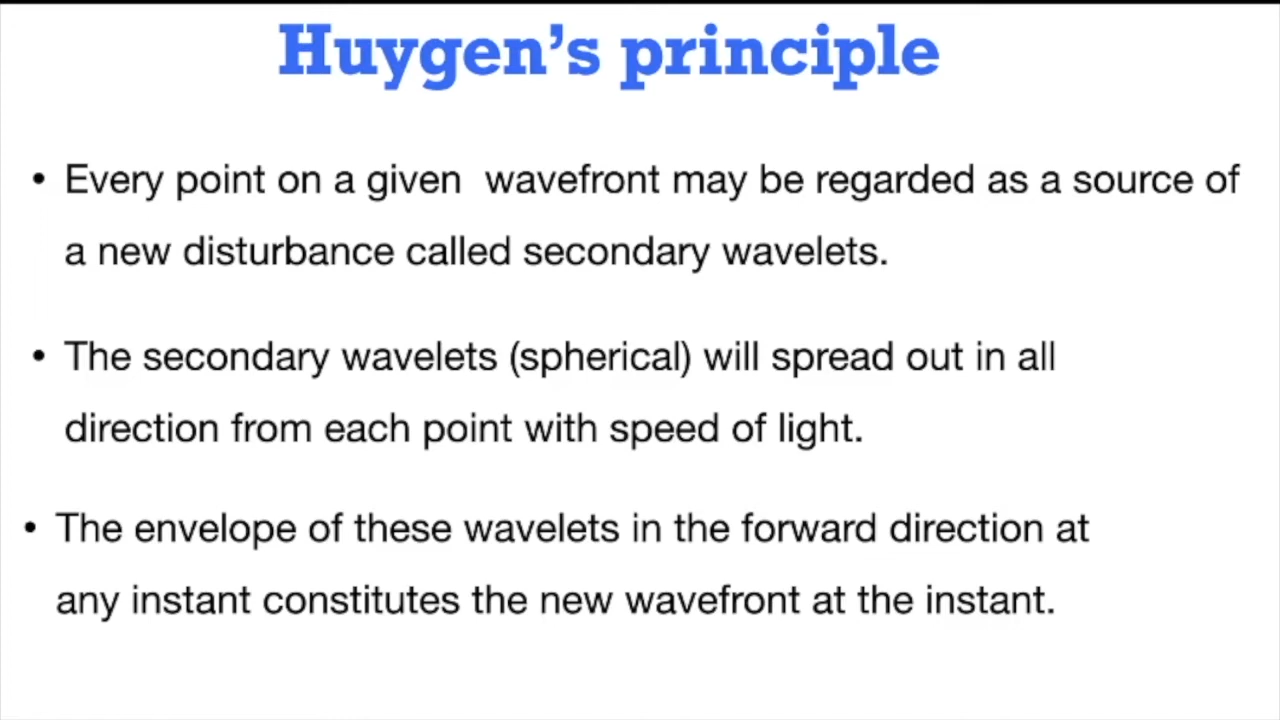 Huygen's principle
• Every point on a given  wavefront may be regarded as a source of
a new disturbance called secondary wavelets.
• The secondary wavelets (spherical) will spread out in all
direction from each point with speed of light.
• The envelope of these wavelets in the forward direction at
any instant constitutes the new wavefront at the instant.